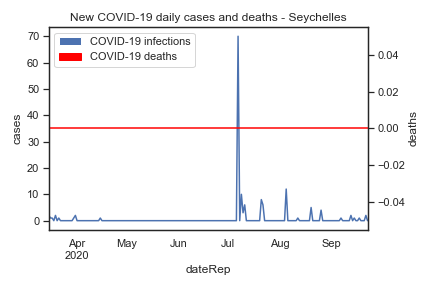 New COVID-19 daily cases and deaths - Seychelles
COVID-19 infections
COVID-19 deaths
70
60
50
40
30
20
10
0
cases
0.04
0.02
0.00
−0.02
−0.04
deaths
Apr
2020
May
Jun
Jul
Aug
Sep
dateRep